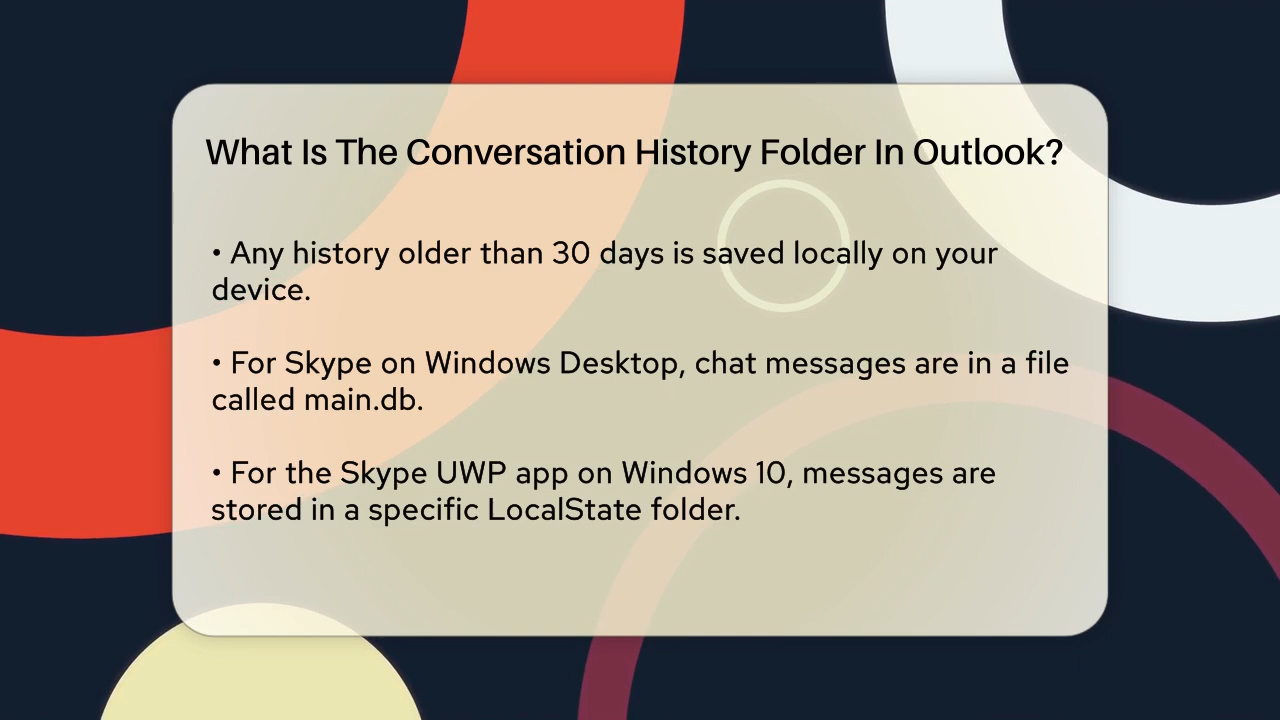 What Is The Conversation History Folder In Outlook?
• Any history older than 30 days is saved locally on your
device.
• For Skype on Windows Desktop, chat messages are in a file
called main.db.
• For the Skype UWP app on Windows 10, messages are
stored in a specific LocalState folder.